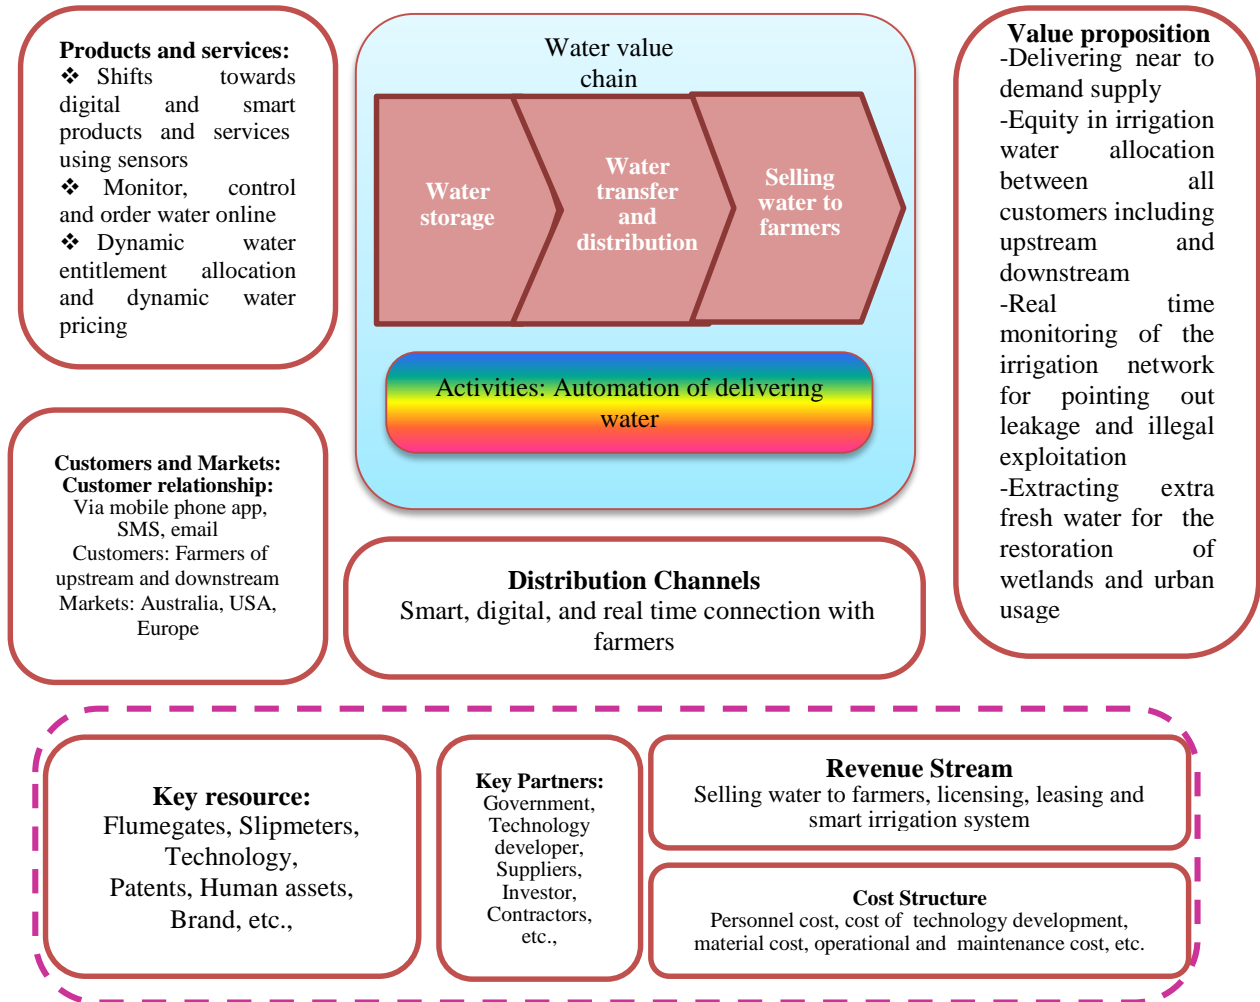 Products and services:
❖ Shifts towards
digital and smart
products and services
using sensors
❖ Monitor, control
and order water online
❖ Dynamic water
entitlement allocation
and dynamic water
pricing
Water value
chain
Water
storage
Water
transfer
and
distribution
Selling
water to
farmers
Activities: Automation of delivering
water
Value proposition
-Delivering near to
demand supply
-Equity in irrigation
water allocation
between all
customers including
upstream and
downstream
-Real time
monitoring of the
irrigation network
for pointing out
leakage and illegal
exploitation
-Extracting extra
fresh water for the
restoration of
wetlands and urban
usage
Customers and Markets:
Customer relationship:
Via mobile phone app,
SMS, email
Customers: Farmers of
upstream and downstream
Markets: Australia, USA,
Europe
Distribution Channels
Smart, digital, and real time connection with
farmers
Key resource:
Flumegates, Slipmeters,
Technology,
Patents, Human assets,
Brand, etc.,
Key Partners:
Government,
Technology
developer,
Suppliers,
Investor,
Contractors,
etc.,
Revenue Stream
Selling water to farmers, licensing, leasing and
smart irrigation system
Cost Structure
Personnel cost, cost of technology development,
material cost, operational and maintenance cost, etc.